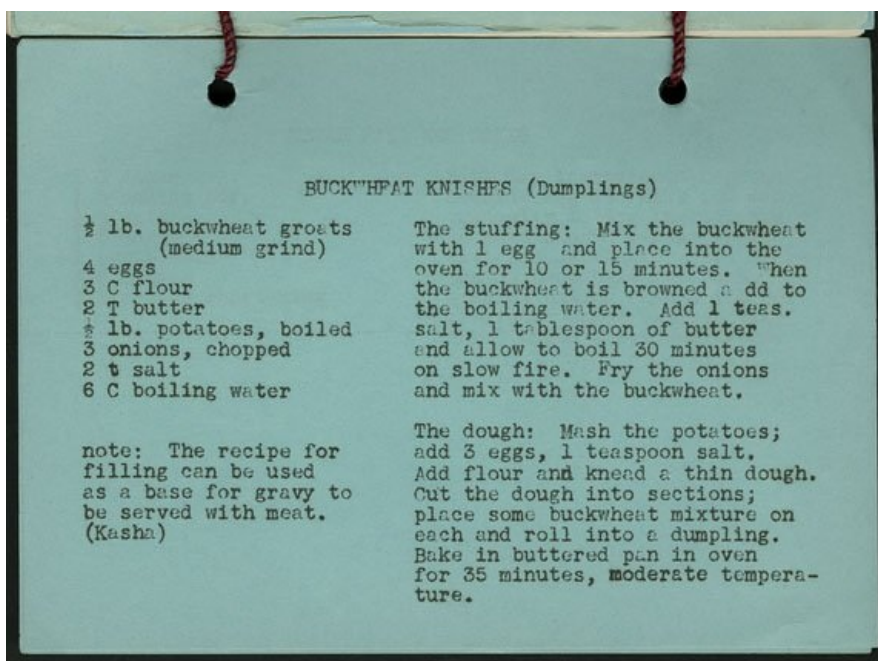 BUCKWHEAT KNISHES (Dumplings)
½ lb. buckwheat groats
(medium grind)
4 eggs
3 C flour
2 T butter
½ lb. potatoes, boiled
3 onions, chopped
2 t salt
6 C boiling water
note: The recipe for
filling can be used
as a base for gravy to
be served with meat.
(Kasha)
The stuffing: Mix the buckwheat
with 1 egg and place into the
oven for 10 or 15 minutes. When
the buckwheat is browned a dd to
the boiling water. Add 1 teas.
salt, 1 tablespoon of butter
and allow to boil 30 minutes
on slow fire. Fry the onions
and mix with the buckwheat.
The dough: Mash the potatoes;
add 3 eggs, 1 teaspoon salt.
Add flour and knead a thin dough.
Cut the dough into sections;
place some buckwheat mixture on
each and roll into a dumpling.
Bake in buttered pan in oven
for 35 minutes, moderate tempera-
ture.